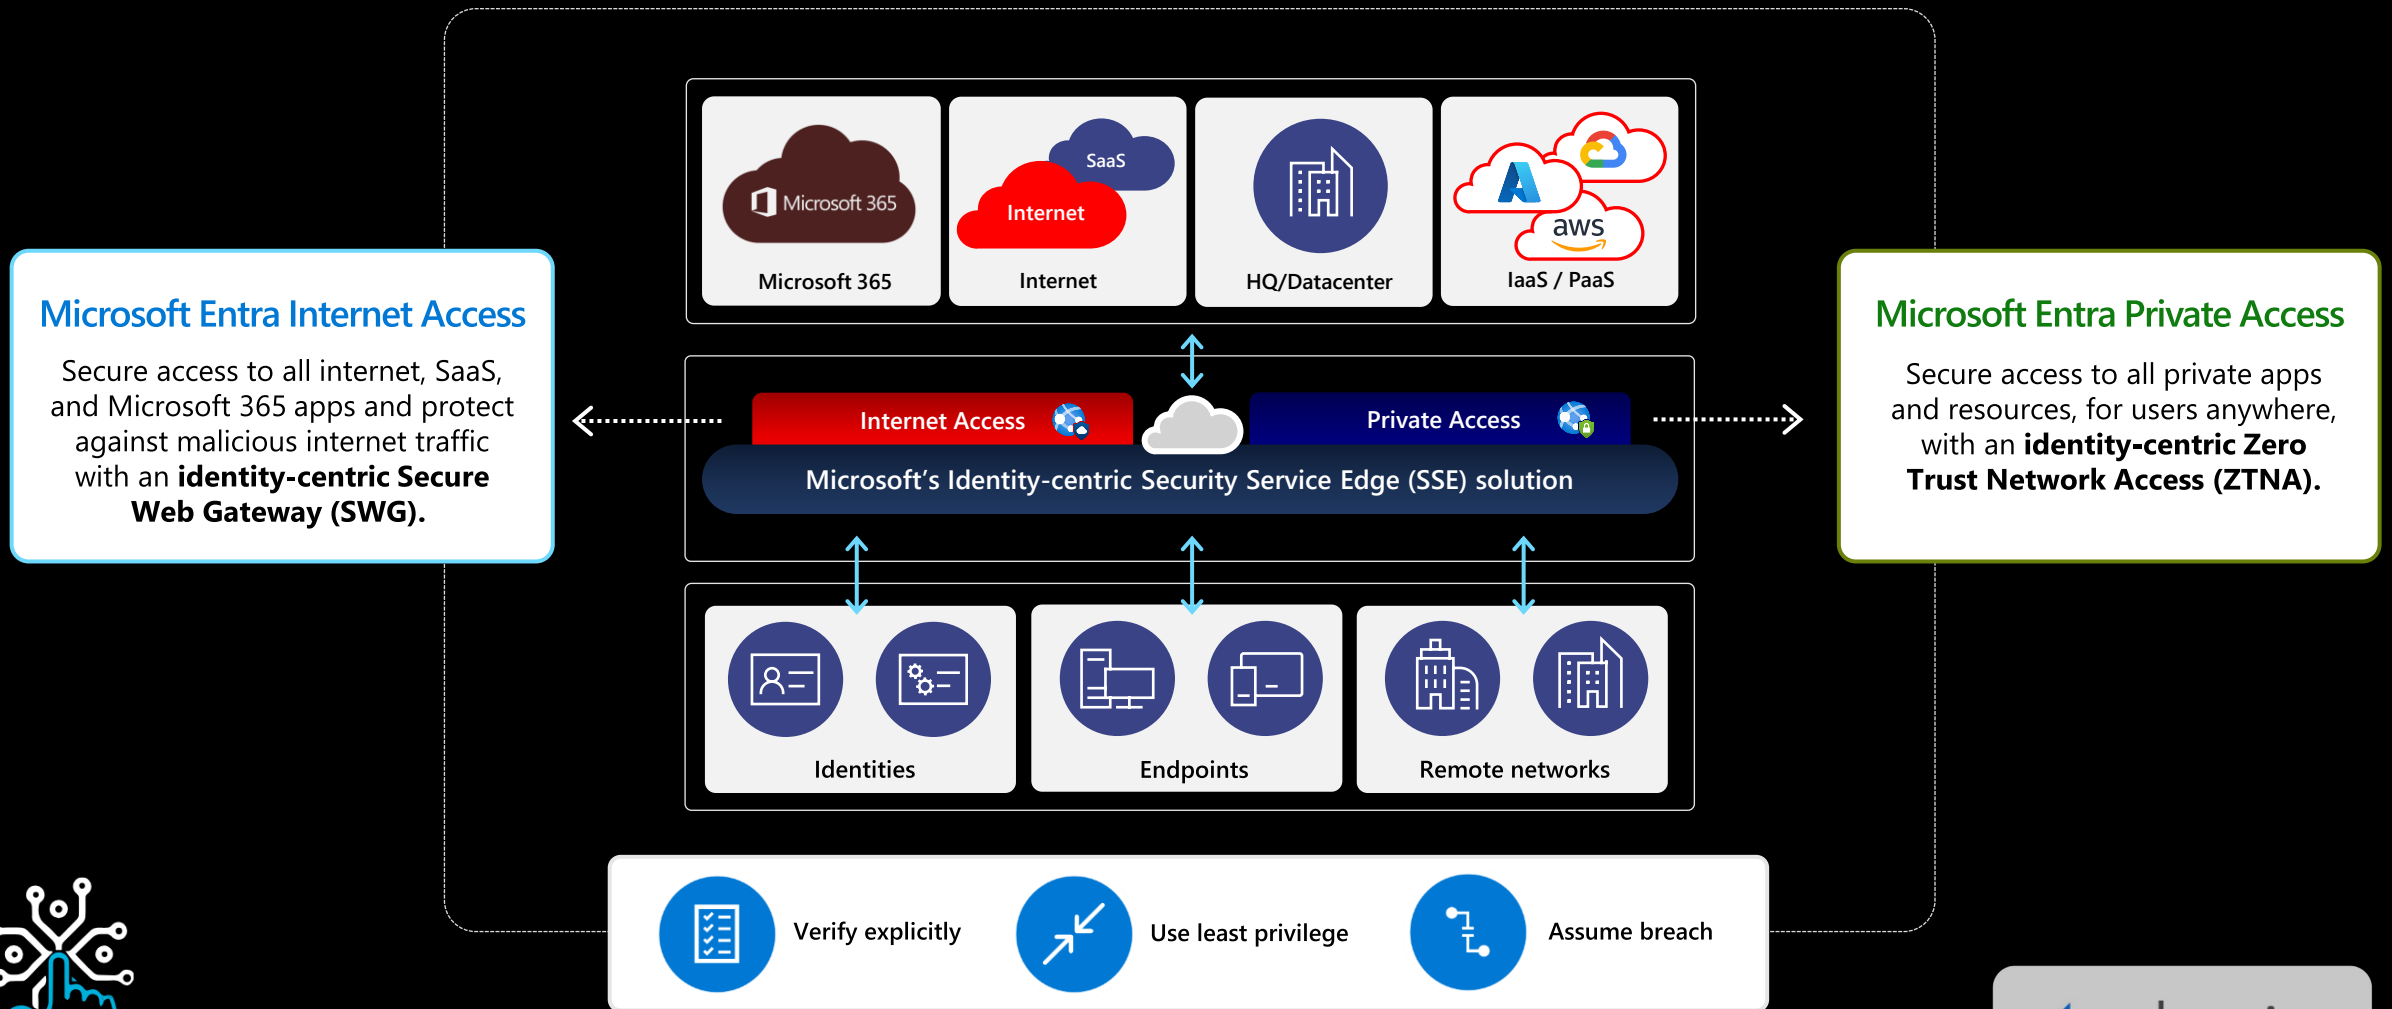 Microsoft 365
Microsoft 365
SaaS
Internet
Internet
HQ/Datacenter
aws
IaaS / PaaS
Microsoft Entra Internet Access
Secure access to all internet, SaaS,
and Microsoft 365 apps and protect
against malicious internet traffic
with an identity-centric Secure
Web Gateway (SWG).
Internet Access
Private Access
Microsoft’s Identity-centric Security Service Edge (SSE) solution
Microsoft Entra Private Access
Secure access to all private apps
and resources, for users anywhere,
with an identity-centric Zero
Trust Network Access (ZTNA).
Identities
Endpoints
Remote networks
Verify explicitly
Use least privilege
Assume breach